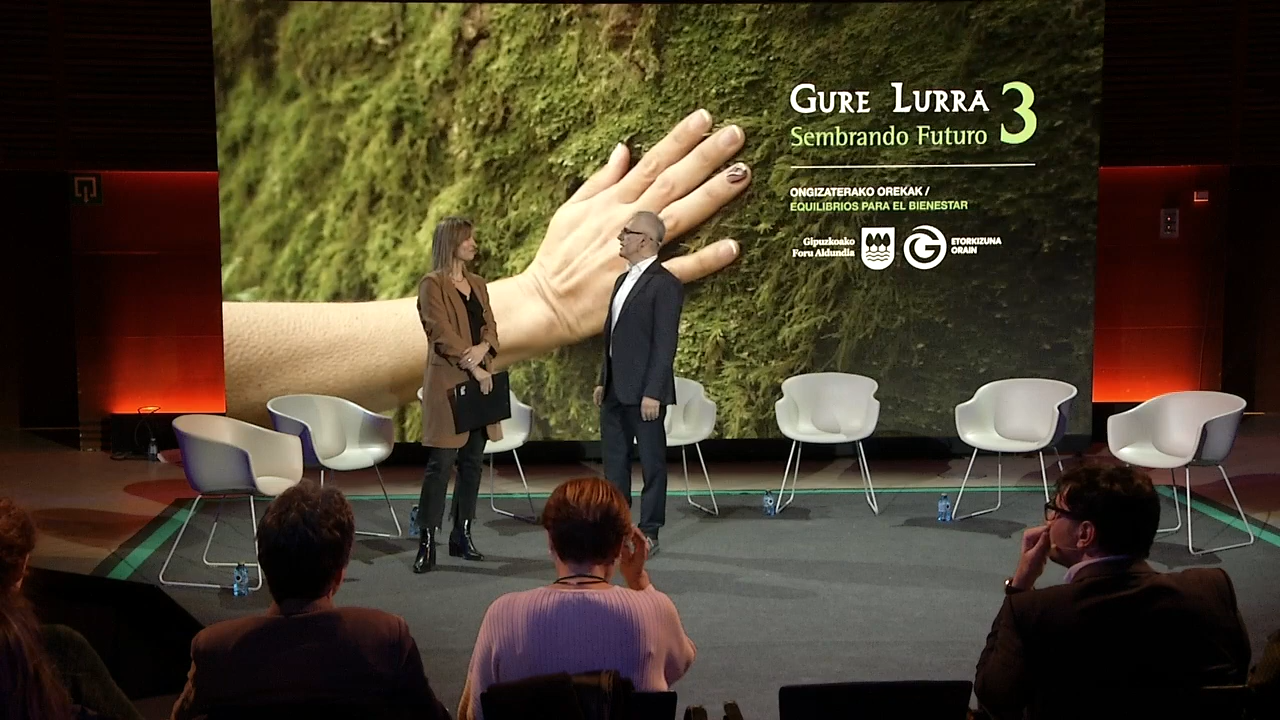 GURE LURRA 3
Sembrando Futuro
ONGIZATERAKO OREKAK /
EQUILIBRIOS PARA EL BIENESTAR
Gipuzkoako
Foru Aldundia
ETORKIZUNA
ORAIN